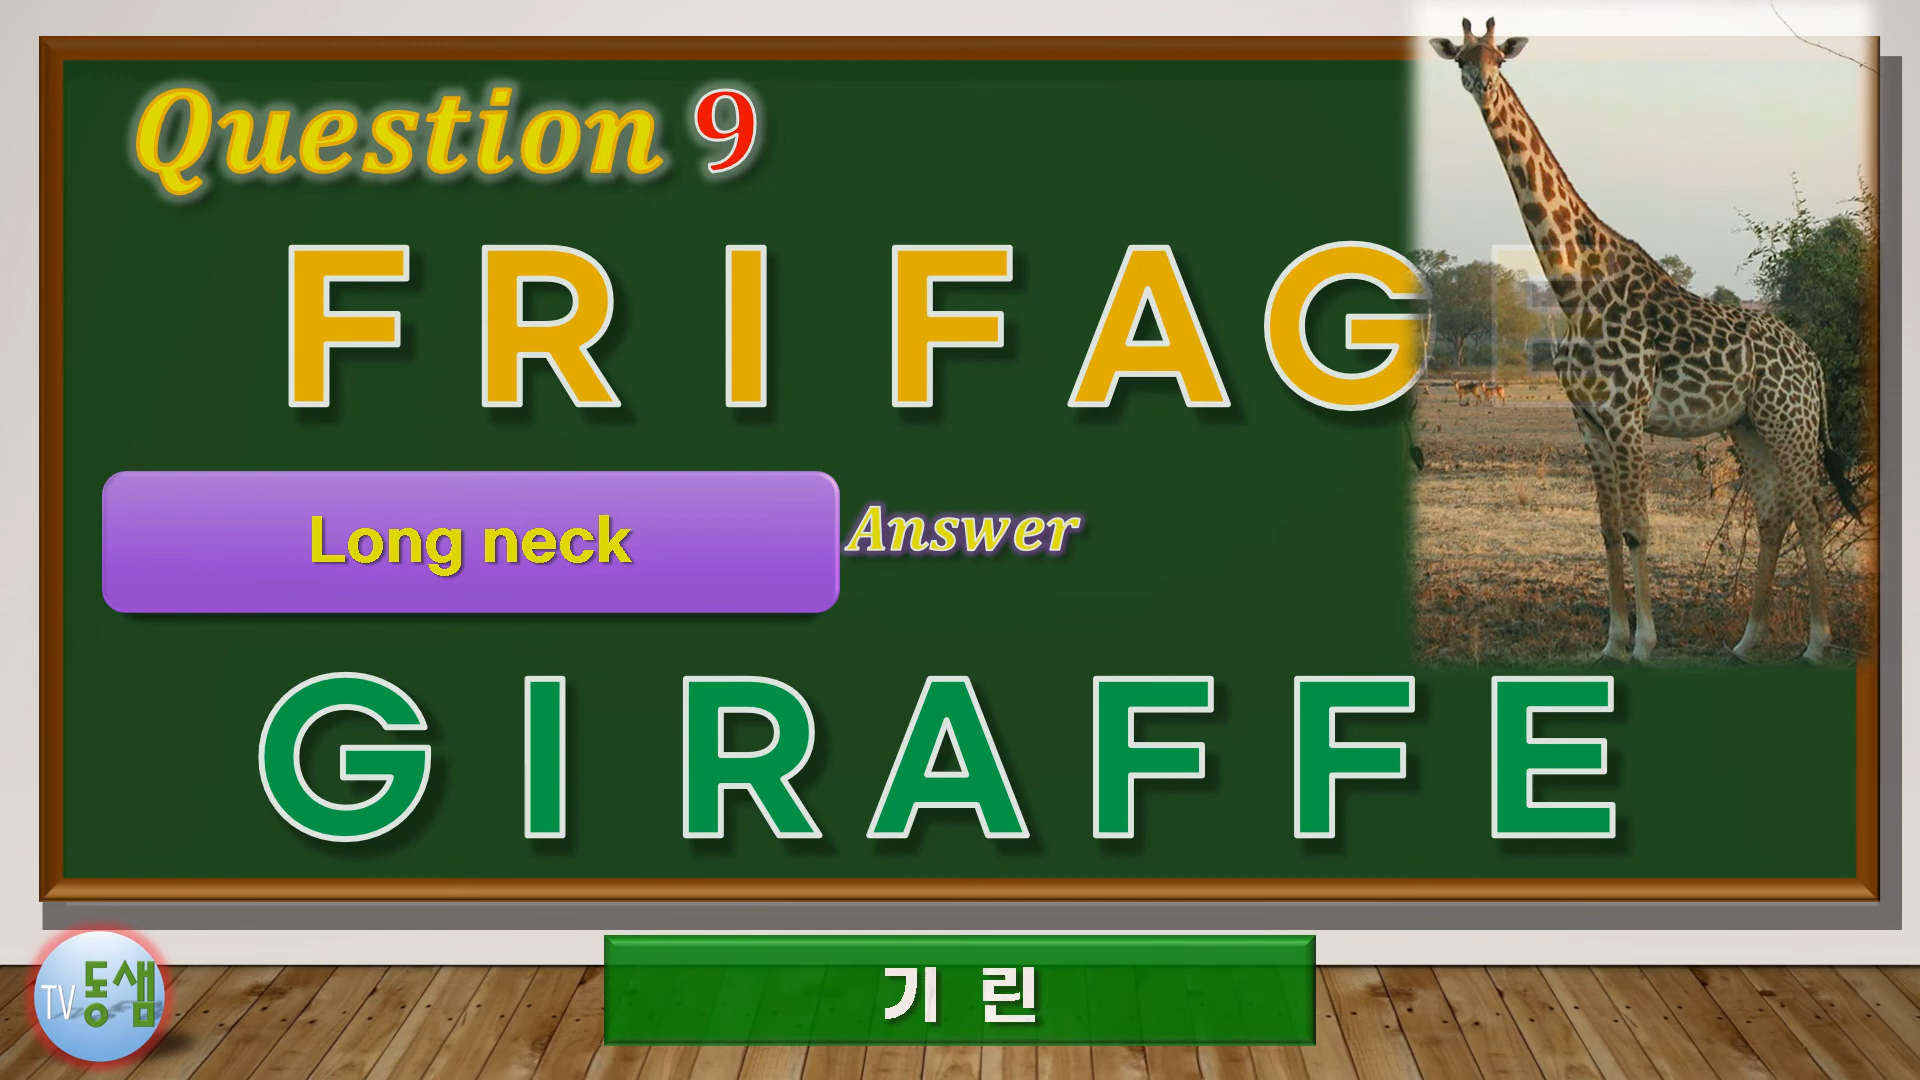 Question 9
F R I F A G E
Long neck
Answer
G I R A F F E
기 린
TV 동샘